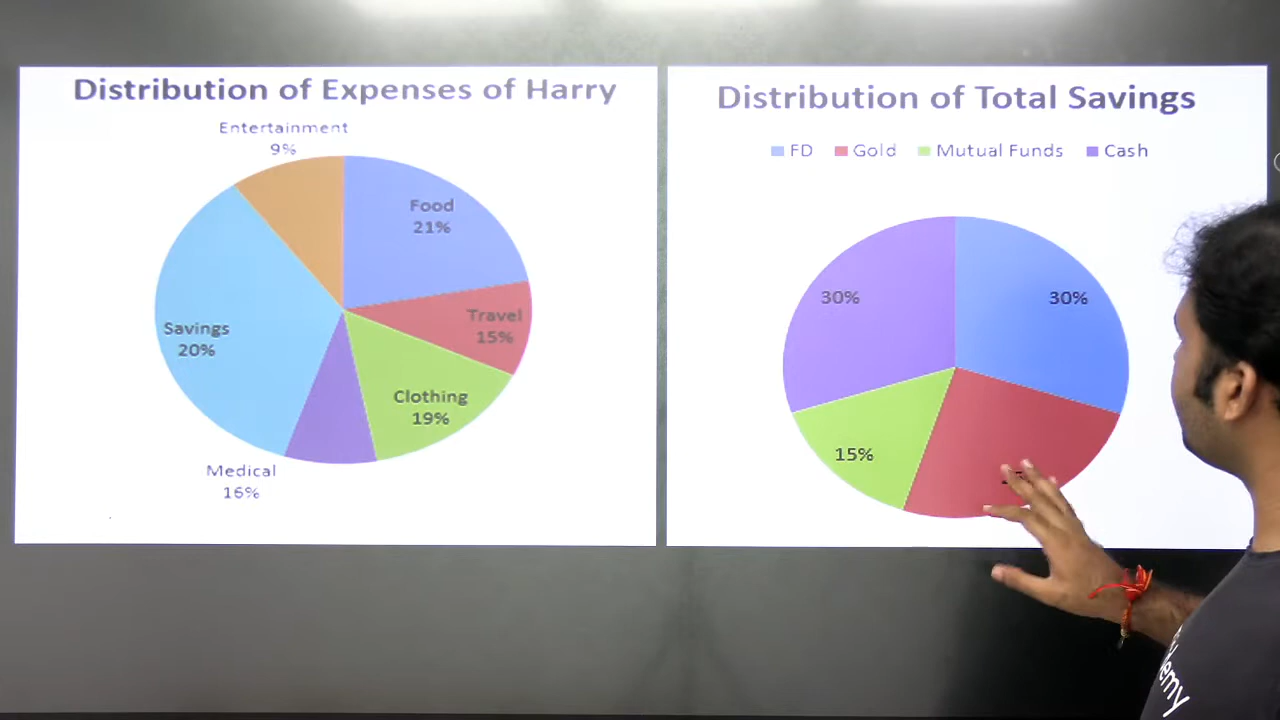 Distribution of Expenses of Harry
Entertainment
9%
Food
21%
Travel
15%
Clothing
19%
Medical
16%
Savings
20%
Distribution of Total Savings
FD
Gold
Mutual Funds
Cash
30%
30%
15%